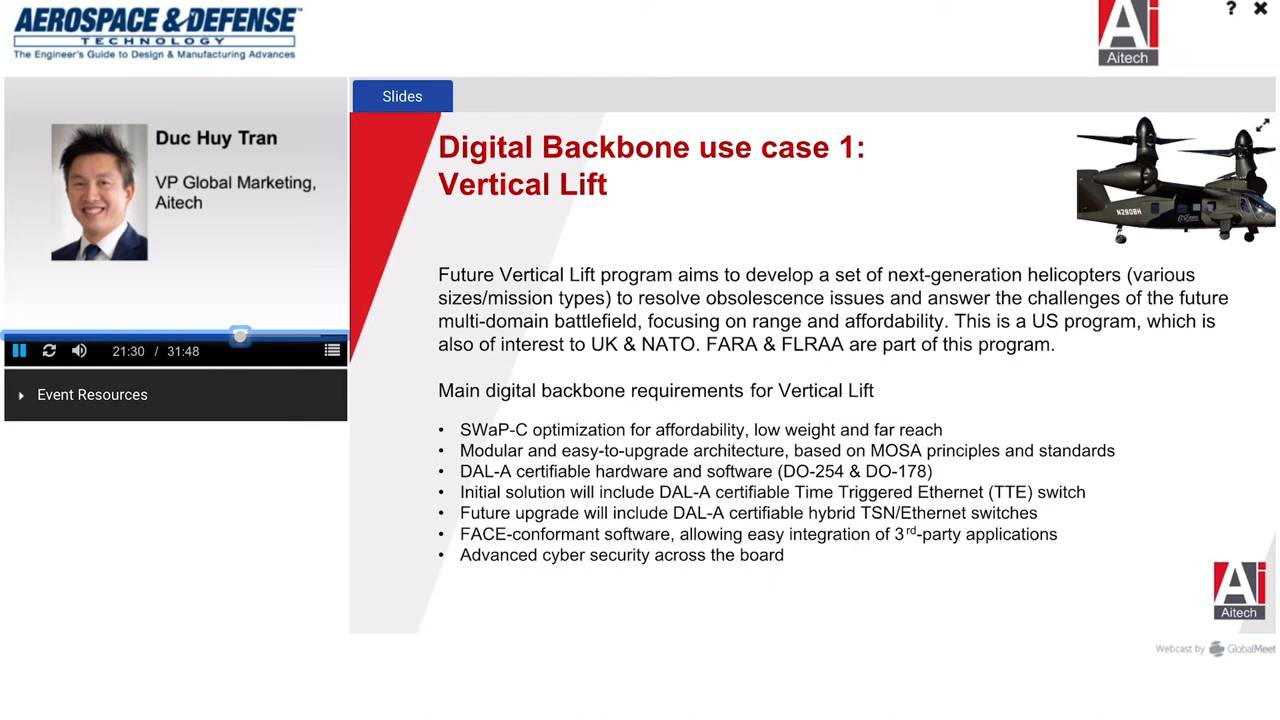 AEROSPACE & DEFENSE™
TECHNOLOGY
The Engineer's Guide to Design & Manufacturing Advances
Ai
Aitech
? ×
Slides
Duc Huy Tran
VP Global Marketing,
Aitech
21:30 / 31:48
Event Resources
Digital Backbone use case 1:
Vertical Lift
N280BH
Future Vertical Lift program aims to develop a set of next-generation helicopters (various
sizes/mission types) to resolve obsolescence issues and answer the challenges of the future
multi-domain battlefield, focusing on range and affordability. This is a US program, which is
also of interest to UK & NATO. FARA & FLRAA are part of this program.
Main digital backbone requirements for Vertical Lift
• SWaP-C optimization for affordability, low weight and far reach
• Modular and easy-to-upgrade architecture, based on MOSA principles and standards
• DAL-A certifiable hardware and software (DO-254 & DO-178)
• Initial solution will include DAL-A certifiable Time Triggered Ethernet (TTE) switch
• Future upgrade will include DAL-A certifiable hybrid TSN/Ethernet switches
• FACE-conformant software, allowing easy integration of 3rd-party applications
• Advanced cyber security across the board
Ai
Aitech
Webcast by GlobalMeet